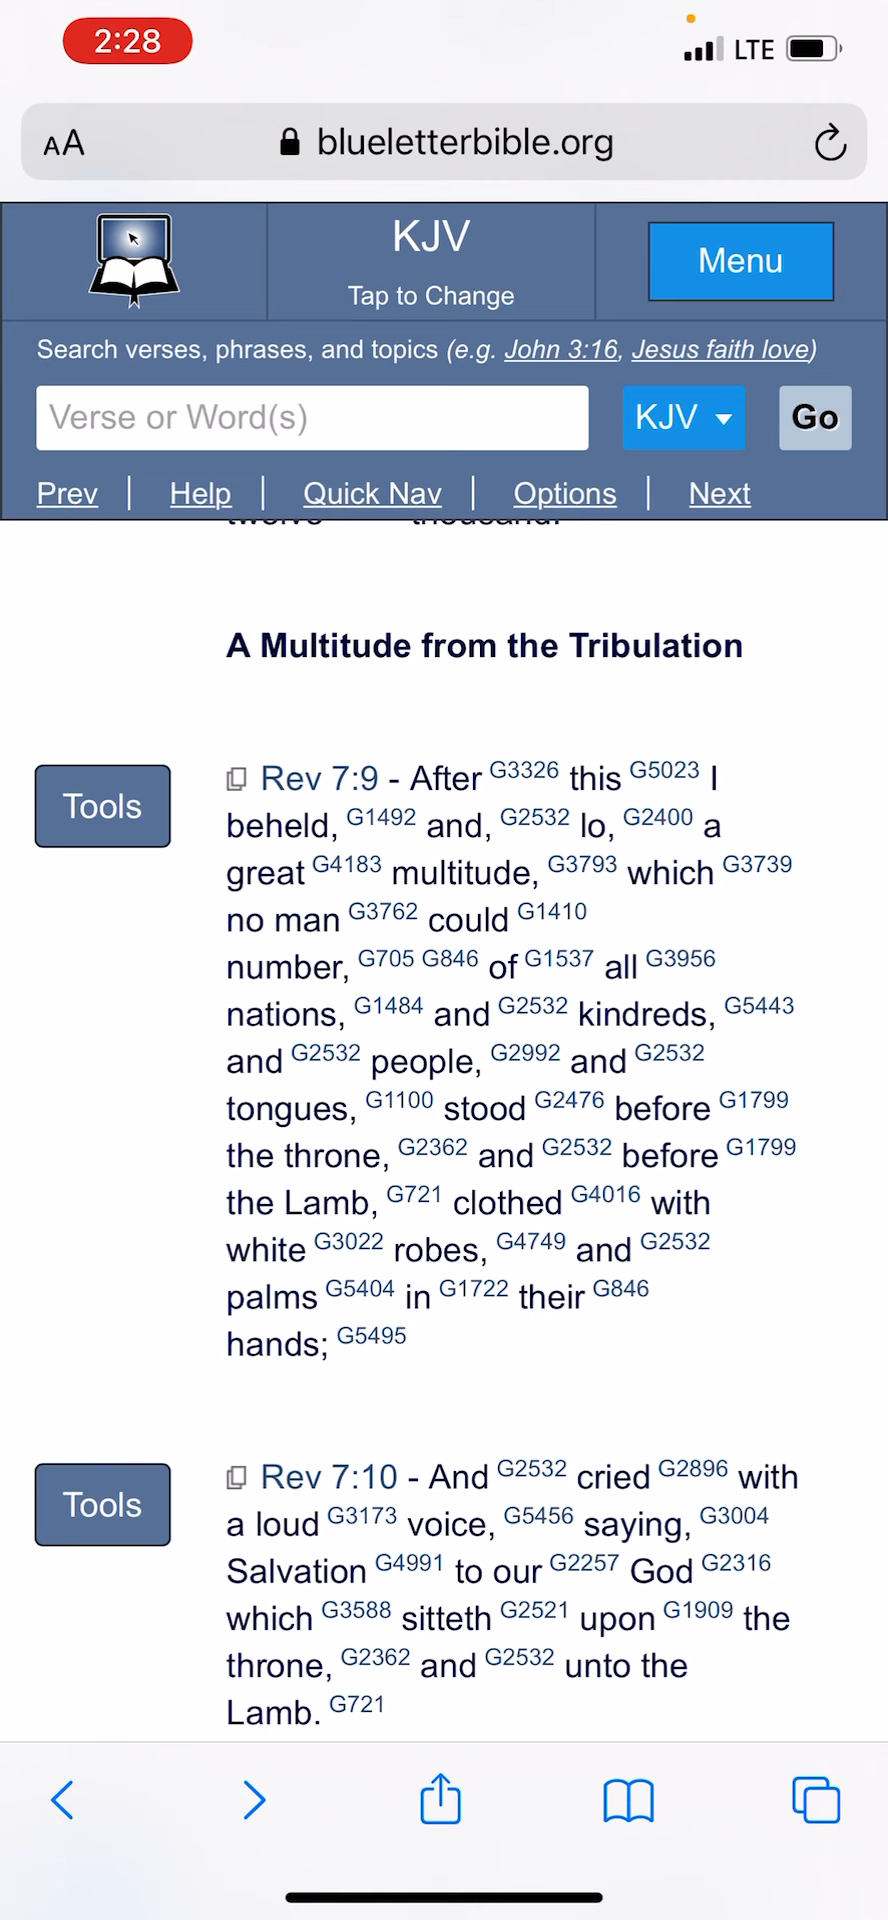 2:28 LTE
AA blueletterbible.org
KJV
Tap to Change
Menu
Search verses, phrases, and topics (e.g. John 3:16, Jesus faith love)
Verse or Word(s) KJV Go
Prev | Help | Quick Nav | Options | Next
twelve thousand.
A Multitude from the Tribulation
Tools
Rev 7:9 - After G3326 this G5023 I
beheld, G1492 and, G2532 lo, G2400 a
great G4183 multitude, G3793 which G3739
no man G3762 could G1410
number, G705 G846 of G1537 all G3956
nations, G1484 and G2532 kindreds, G5443
and G2532 people, G2992 and G2532
tongues, G1100 stood G2476 before G1799
the throne, G2362 and G2532 before G1799
the Lamb, G721 clothed G4016 with
white G3022 robes, G4749 and G2532
palms G5404 in G1722 their G846
hands; G5495
Tools
Rev 7:10 - And G2532 cried G2896 with
a loud G3173 voice, G5456 saying, G3004
Salvation G4991 to our G2257 God G2316
which G3588 sitteth G2521 upon G1909 the
throne, G2362 and G2532 unto the
Lamb. G721